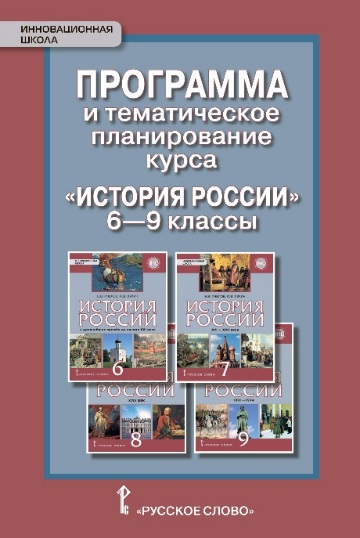 ИННОВАЦИОННАЯ
ШКОЛА
ПРОГРАММА
и тематическое
планирование
курса
«ИСТОРИЯ РОССИИ»
6—9 классы
ИСТОРИЯ
РОССИИ
6
ИСТОРИЯ
РОССИИ
7
РОССИИ
8
РОССИИ
9
«РУССКОЕ СЛОВО»